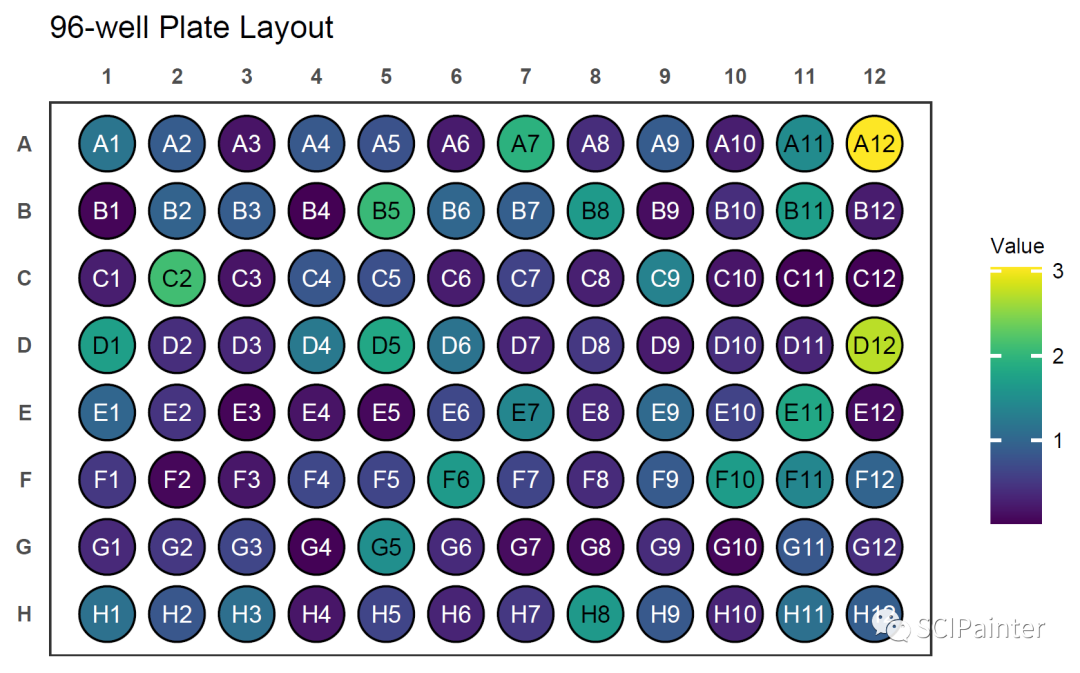 96-well Plate Layout
1 2 3 4 5 6 7 8 9 10 11 12
A A1 A2 A3 A4 A5 A6 A7 A8 A9 A10 A11 A12
B B1 B2 B3 B4 B5 B6 B7 B8 B9 B10 B11 B12
C C1 C2 C3 C4 C5 C6 C7 C8 C9 C10 C11 C12
D D1 D2 D3 D4 D5 D6 D7 D8 D9 D10 D11 D12
E E1 E2 E3 E4 E5 E6 E7 E8 E9 E10 E11 E12
F F1 F2 F3 F4 F5 F6 F7 F8 F9 F10 F11 F12
G G1 G2 G3 G4 G5 G6 G7 G8 G9 G10 G11 G12
H H1 H2 H3 H4 H5 H6 H7 H8 H9 H10 H11 H12
Value
3
2
1
SCIPainter